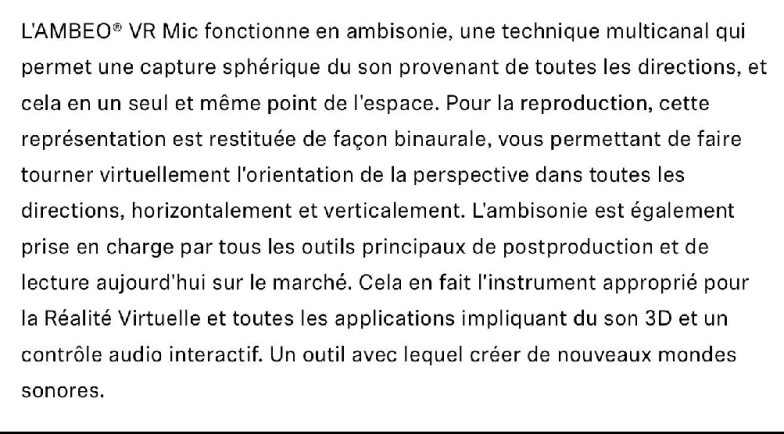 L'AMBEO® VR Mic fonctionne en ambisonie, une technique multicanal qui
permet une capture sphérique du son provenant de toutes les directions, et
cela en un seul et même point de l'espace. Pour la reproduction, cette
représentation est restituée de façon binaurale, vous permettant de faire
tourner virtuellement l'orientation de la perspective dans toutes les
directions, horizontalement et verticalement. L'ambisonie est également
prise en charge par tous les outils principaux de postproduction et de
lecture aujourd'hui sur le marché. Cela en fait l'instrument approprié pour
la Réalité Virtuelle et toutes les applications impliquant du son 3D et un
contrôle audio interactif. Un outil avec lequel créer de nouveaux mondes
sonores.